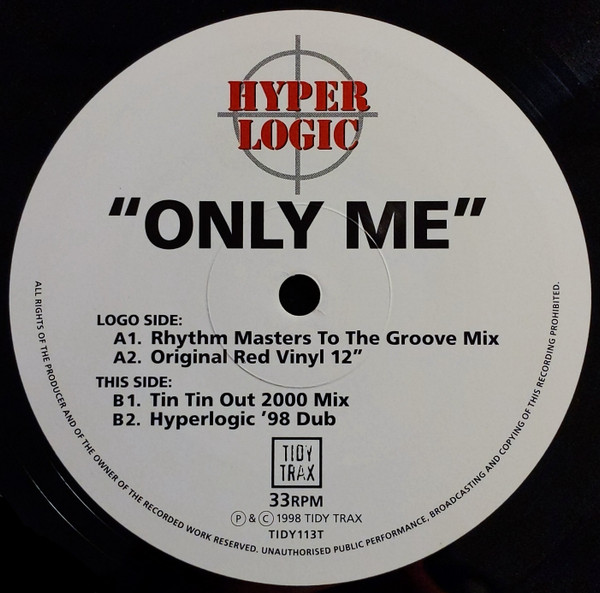 HYPER
LOGIC
"ONLY ME"
LOGO SIDE:
A1. Rhythm Masters To The Groove Mix
A2. Original Red Vinyl 12”
THIS SIDE:
B1. Tin Tin Out 2000 Mix
B2. Hyperlogic ’98 Dub
TIDY
TRAX
33RPM
Ⓟ & Ⓒ 1998 TIDY TRAX
TIDY113T
ALL RIGHTS OF THE PRODUCER AND OF THE OWNER OF THE RECORDED WORK RESERVED. UNAUTHORISED PUBLIC PERFORMANCE, BROADCASTING AND COPYING OF THIS RECORDING PROHIBITED.